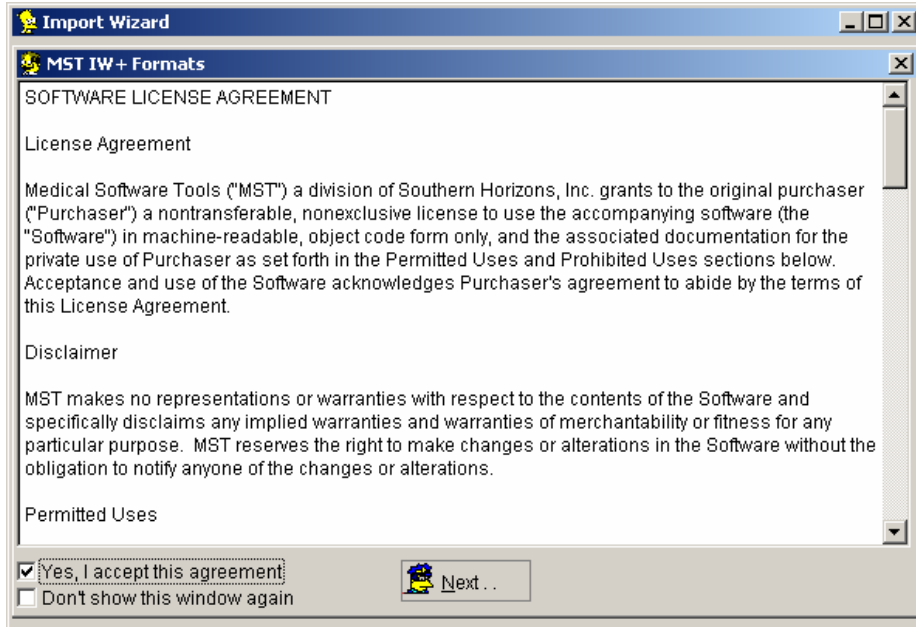 Import Wizard
MST IW+ Formats
SOFTWARE LICENSE AGREEMENT
License Agreement
Medical Software Tools ("MST") a division of Southern Horizons, Inc. grants to the original purchaser
("Purchaser") a nontransferable, nonexclusive license to use the accompanying software (the
"Software") in machine-readable, object code form only, and the associated documentation for the
private use of Purchaser as set forth in the Permitted Uses and Prohibited Uses sections below.
Acceptance and use of the Software acknowledges Purchaser's agreement to abide by the terms of
this License Agreement.
Disclaimer
MST makes no representations or warranties with respect to the contents of the Software and
specifically disclaims any implied warranties and warranties of merchantability or fitness for any
particular purpose.  MST reserves the right to make changes or alterations in the Software without the
obligation to notify anyone of the changes or alterations.
Permitted Uses
Yes, I accept this agreement
Don't show this window again
Next . .